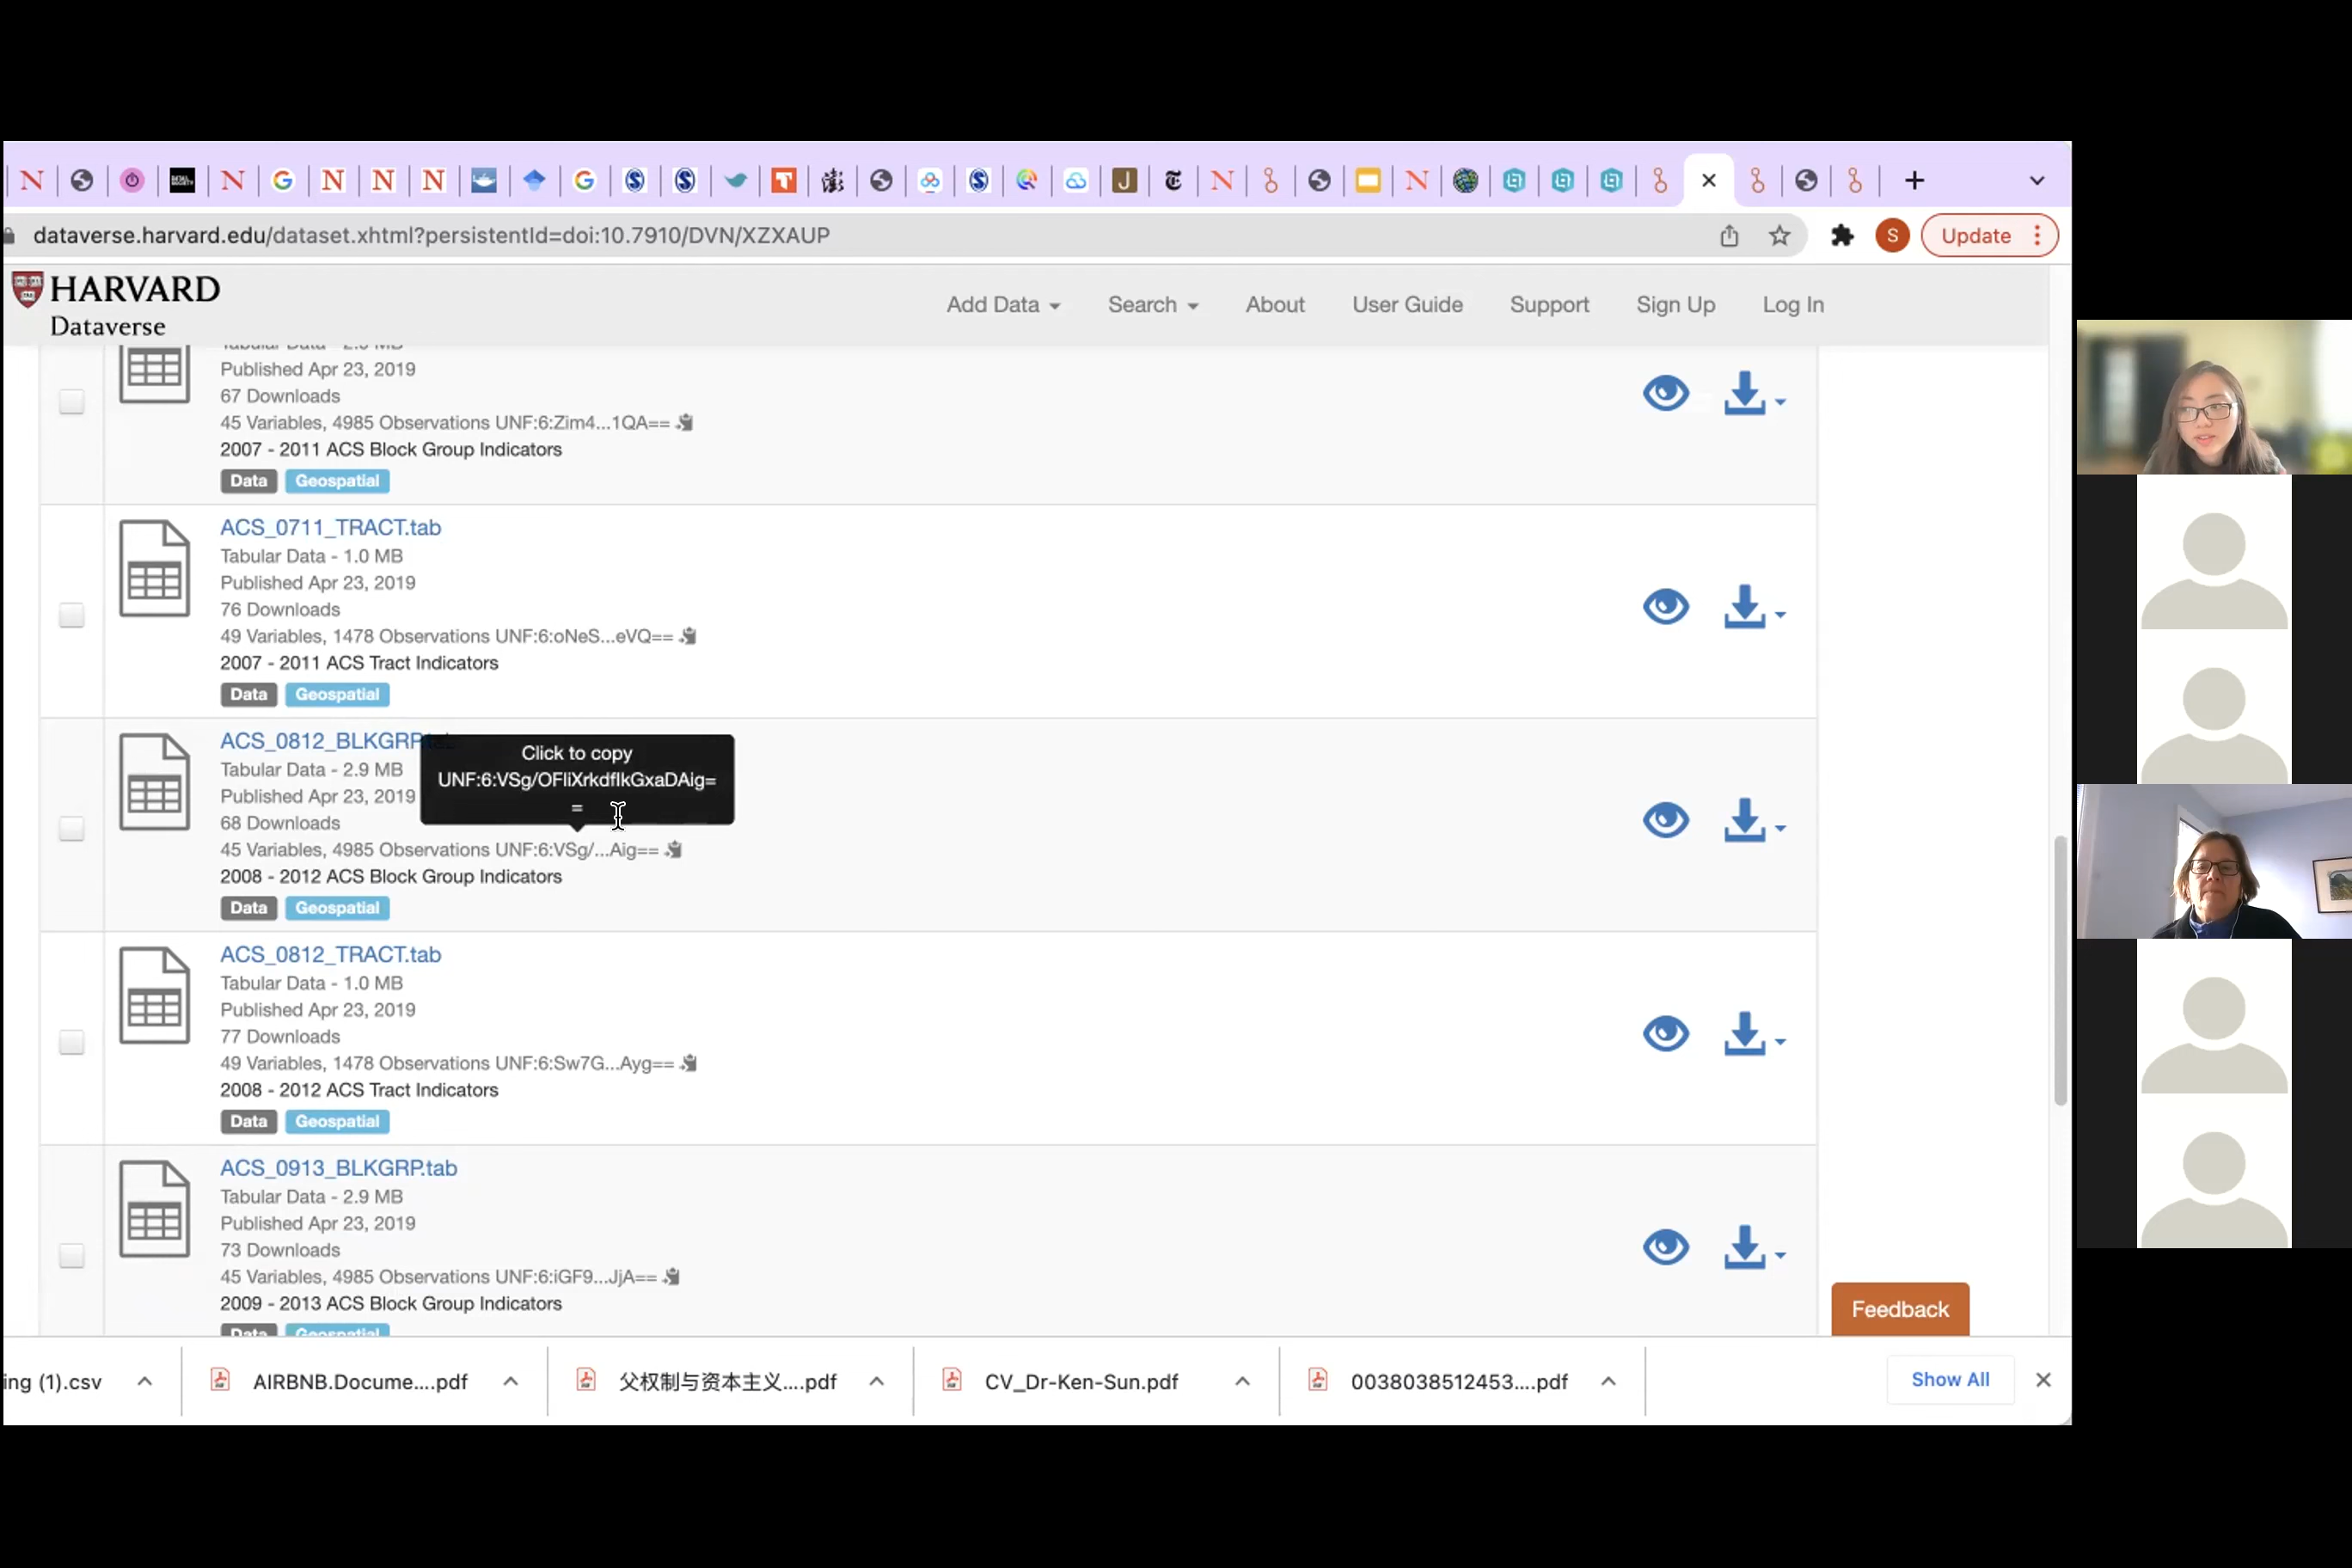 dataverse.harvard.edu/dataset.xhtml?persistentId=doi:10.7910/DVN/XZXAUP
S
Update
HARVARD
Dataverse
Add Data
Search
About
User Guide
Support
Sign Up
Log In
Published Apr 23, 2019
67 Downloads
45 Variables, 4985 Observations UNF:6:Zim4...1QA==
2007 - 2011 ACS Block Group Indicators
Data Geospatial
ACS_0711_TRACT.tab
Tabular Data - 1.0 MB
Published Apr 23, 2019
76 Downloads
49 Variables, 1478 Observations UNF:6:oNeS...eVQ==
2007 - 2011 ACS Tract Indicators
Data Geospatial
ACS_0812_BLKGRP
Tabular Data - 2.9 MB
Published Apr 23, 2019
68 Downloads
Click to copy
UNF:6:VSg/OFIiXrkdfIkGxaDAig=
=
45 Variables, 4985 Observations UNF:6:VSg/...Aig==
2008 - 2012 ACS Block Group Indicators
Data Geospatial
ACS_0812_TRACT.tab
Tabular Data - 1.0 MB
Published Apr 23, 2019
77 Downloads
49 Variables, 1478 Observations UNF:6:Sw7G...Ayg==
2008 - 2012 ACS Tract Indicators
Data Geospatial
ACS_0913_BLKGRP.tab
Tabular Data - 2.9 MB
Published Apr 23, 2019
73 Downloads
45 Variables, 4985 Observations UNF:6:iGF9...JjA==
2009 - 2013 ACS Block Group Indicators
Data Geospatial
Feedback
ing (1).csv
AIRBNB.Docume....pdf
父权制与资本主义....pdf
CV_Dr-Ken-Sun.pdf
0038038512453....pdf
Show All